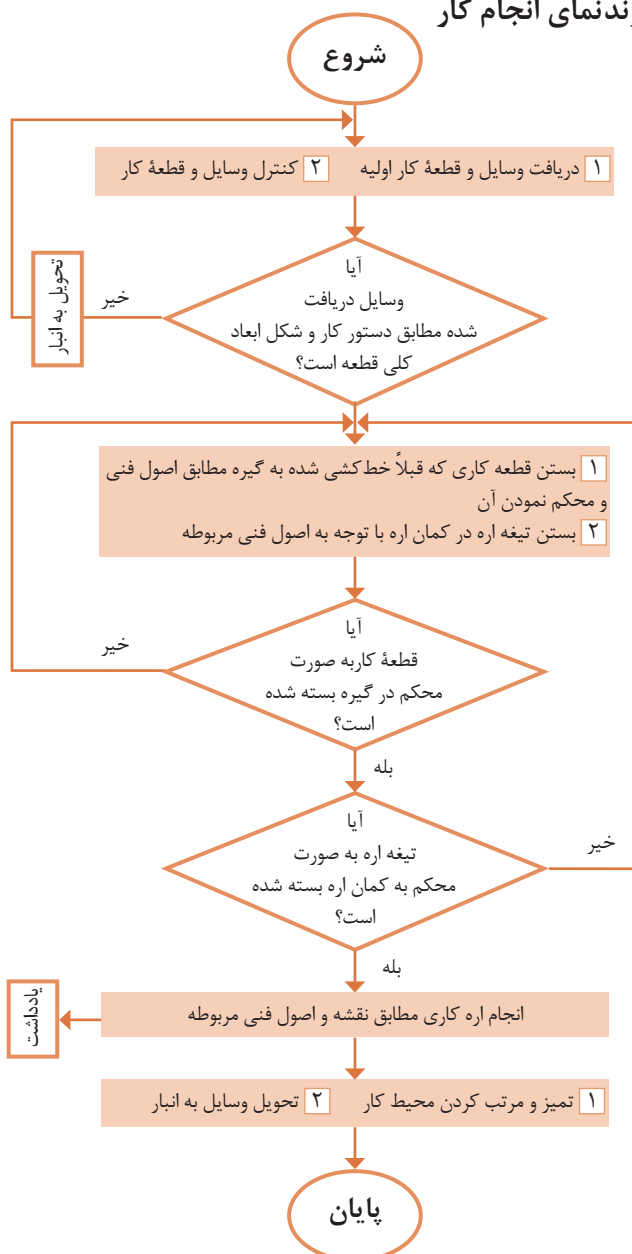 روندنمای انجام کار
شروع
۱ دریافت وسایل و قطعهٔ کار اولیه ۲ کنترل وسایل و قطعهٔ کار
آیا
وسایل دریافت
شده مطابق دستور کار و شکل ابعاد
کلی قطعه است؟
خیر
تحویل به انبار
۱ بستن قطعه کاری که قبلاً خط‌کشی شده به گیره مطابق اصول فنی
و محکم نمودن آن
۲ بستن تیغه اره در کمان اره با توجه به اصول فنی مربوطه
آیا
قطعهٔ کاربه صورت
محکم در گیره بسته شده
است؟
خیر
بله
آیا
تیغه اره به صورت
محکم به کمان اره بسته شده
است؟
خیر
بله
انجام اره کاری مطابق نقشه و اصول فنی مربوطه
یادداشت
۱ تمیز و مرتب کردن محیط کار ۲ تحویل وسایل به انبار
پایان